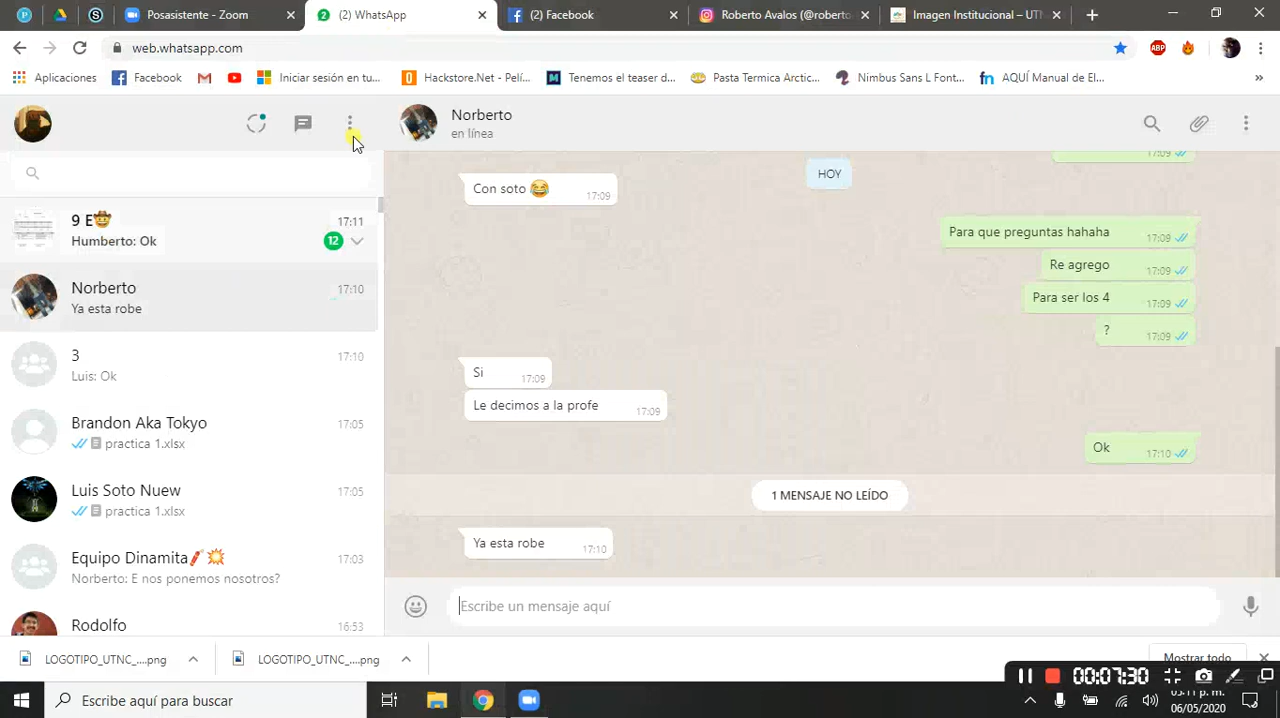 Posasistente - Zoom
(2) WhatsApp
(2) Facebook
Roberto Avalos (@roberto
Imagen Institucional – UTN
web.whatsapp.com
ABP
Aplicaciones
Facebook
Iniciar sesión en tu...
Hackstore.Net - Pelí...
Tenemos el teaser d...
Pasta Termica Arctic...
Nimbus Sans L Font...
AQUÍ Manual de El...
»
Norberto
en línea
9 E🤠
17:11
Humberto: Ok
12
Norberto
17:10
Ya esta robe
3
17:10
Luis: Ok
Brandon Aka Tokyo
17:05
practica 1.xlsx
Luis Soto Nuew
17:05
practica 1.xlsx
Equipo Dinamita🧨💥
17:03
Norberto: E nos ponemos nosotros?
Rodolfo
16:53
17:09
HOY
Con soto 😂
17:09
Para que preguntas hahaha
17:09
Re agrego
17:09
Para ser los 4
17:09
?
17:09
Si
17:09
Le decimos a la profe
17:09
Ok
17:10
1 MENSAJE NO LEÍDO
Ya esta robe
17:10
Escribe un mensaje aquí
LOGOTIPO_UTNC_....png
LOGOTIPO_UTNC_....png
Mostrar todo
00:07:30
Escribe aquí para buscar
05:11 p. m.
06/05/2020